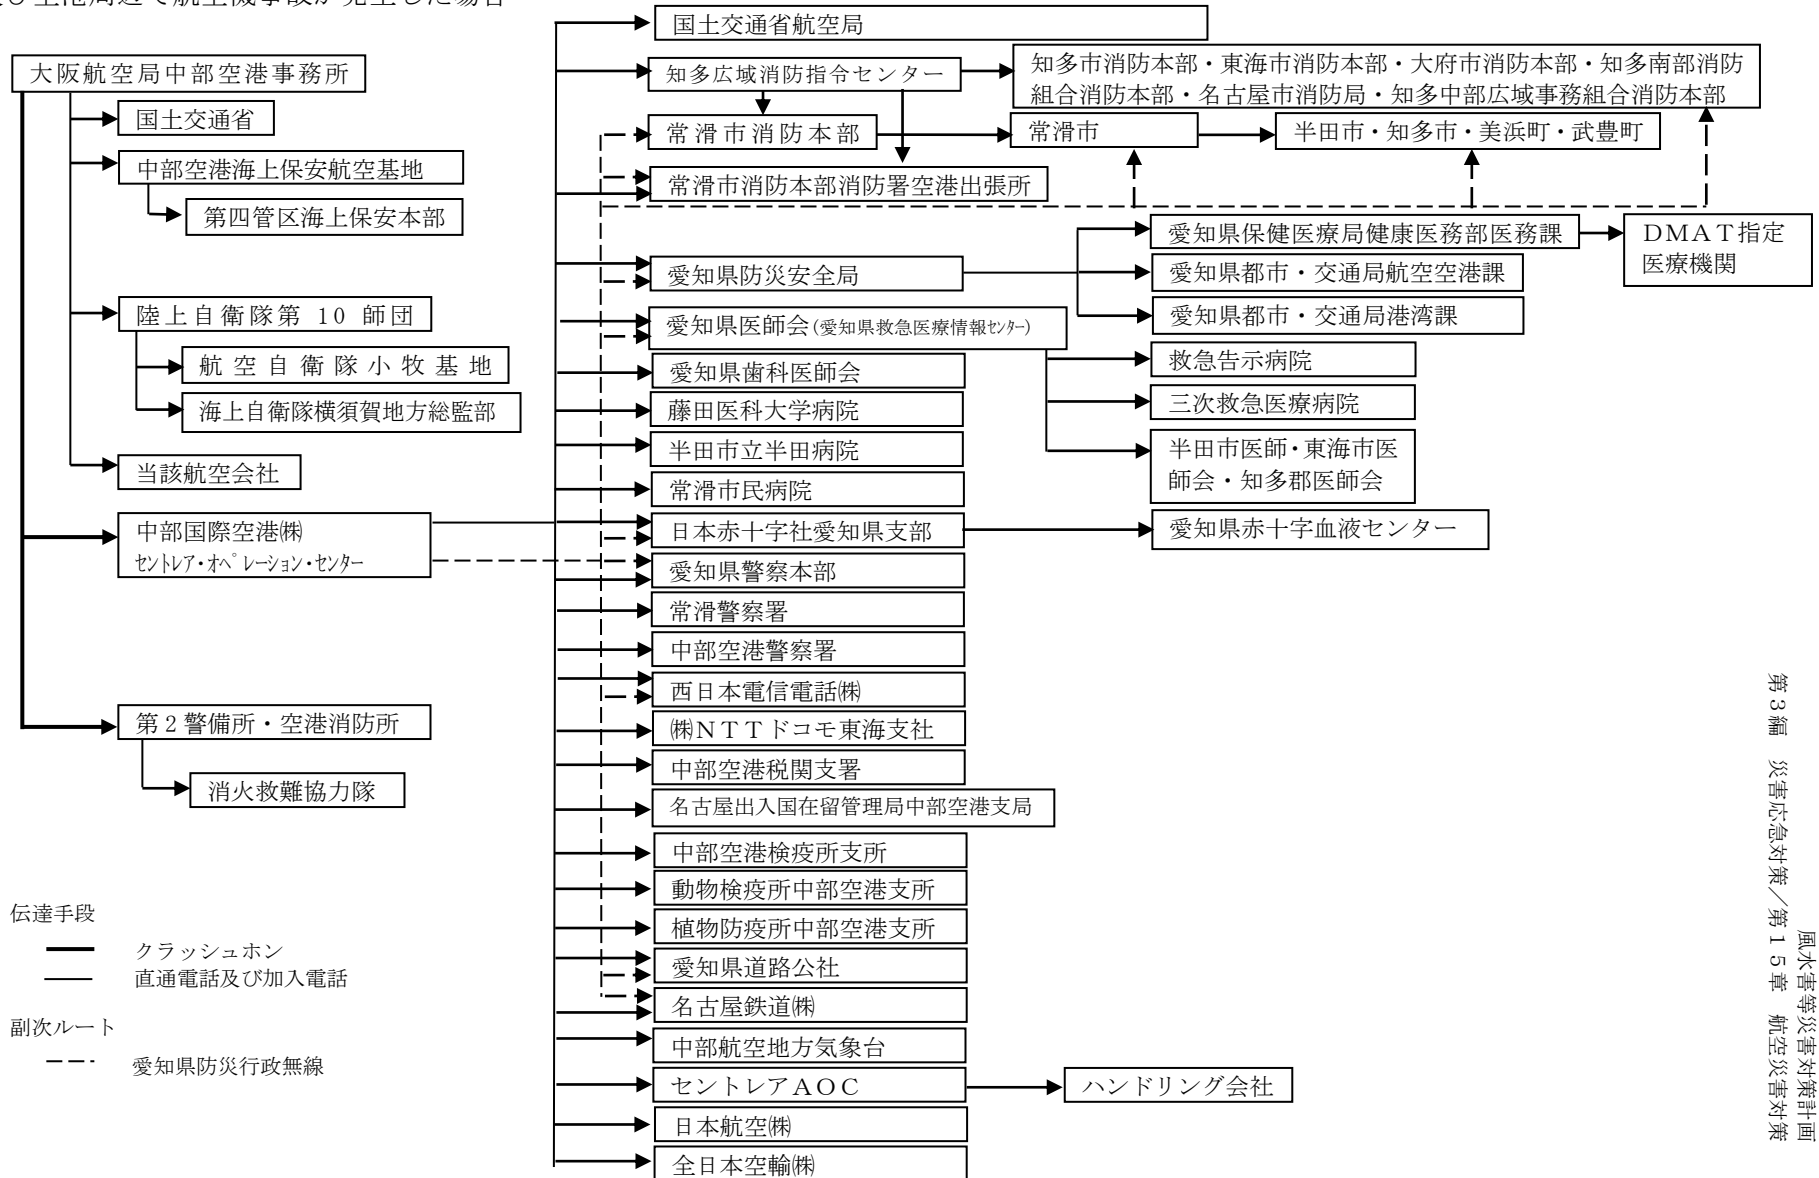 び空港周辺で航空機事故が発生した場合
大阪航空局中部空港事務所
国土交通省
中部空港海上保安航空基地
第四管区海上保安本部
陸上自衛隊第 10 師団
航空自衛隊小牧基地
海上自衛隊横須賀地方総監部
当該航空会社
中部国際空港㈱
セントレア・オペレーション・センター
第２警備所・空港消防所
消火救難協力隊
伝達手段
クラッシュホン
直通電話及び加入電話
副次ルート
愛知県防災行政無線
国土交通省航空局
知多広域消防指令センター
知多市消防本部・東海市消防本部・大府市消防本部・知多南部消防
組合消防本部・名古屋市消防局・知多中部広域事務組合消防本部
常滑市消防本部
常滑市
半田市・知多市・美浜町・武豊町
常滑市消防本部消防署空港出張所
愛知県防災安全局
愛知県保健医療局健康医務部医務課
ＤＭＡＴ指定
医療機関
愛知県都市・交通局航空空港課
愛知県都市・交通局港湾課
愛知県医師会(愛知県救急医療情報センター)
救急告示病院
三次救急医療病院
半田市医師・東海市医
師会・知多郡医師会
愛知県歯科医師会
藤田医科大学病院
半田市立半田病院
常滑市民病院
日本赤十字社愛知県支部
愛知県赤十字血液センター
愛知県警察本部
常滑警察署
中部空港警察署
西日本電信電話㈱
㈱ＮＴＴドコモ東海支社
中部空港税関支署
名古屋出入国在留管理局中部空港支局
中部空港検疫所支所
動物検疫所中部空港支所
植物防疫所中部空港支所
愛知県道路公社
名古屋鉄道㈱
中部航空地方気象台
セントレアＡＯＣ
ハンドリング会社
日本航空㈱
全日本空輸㈱
風水害等災害対策計画
第３編　災害応急対策／第１５章　航空災害対策